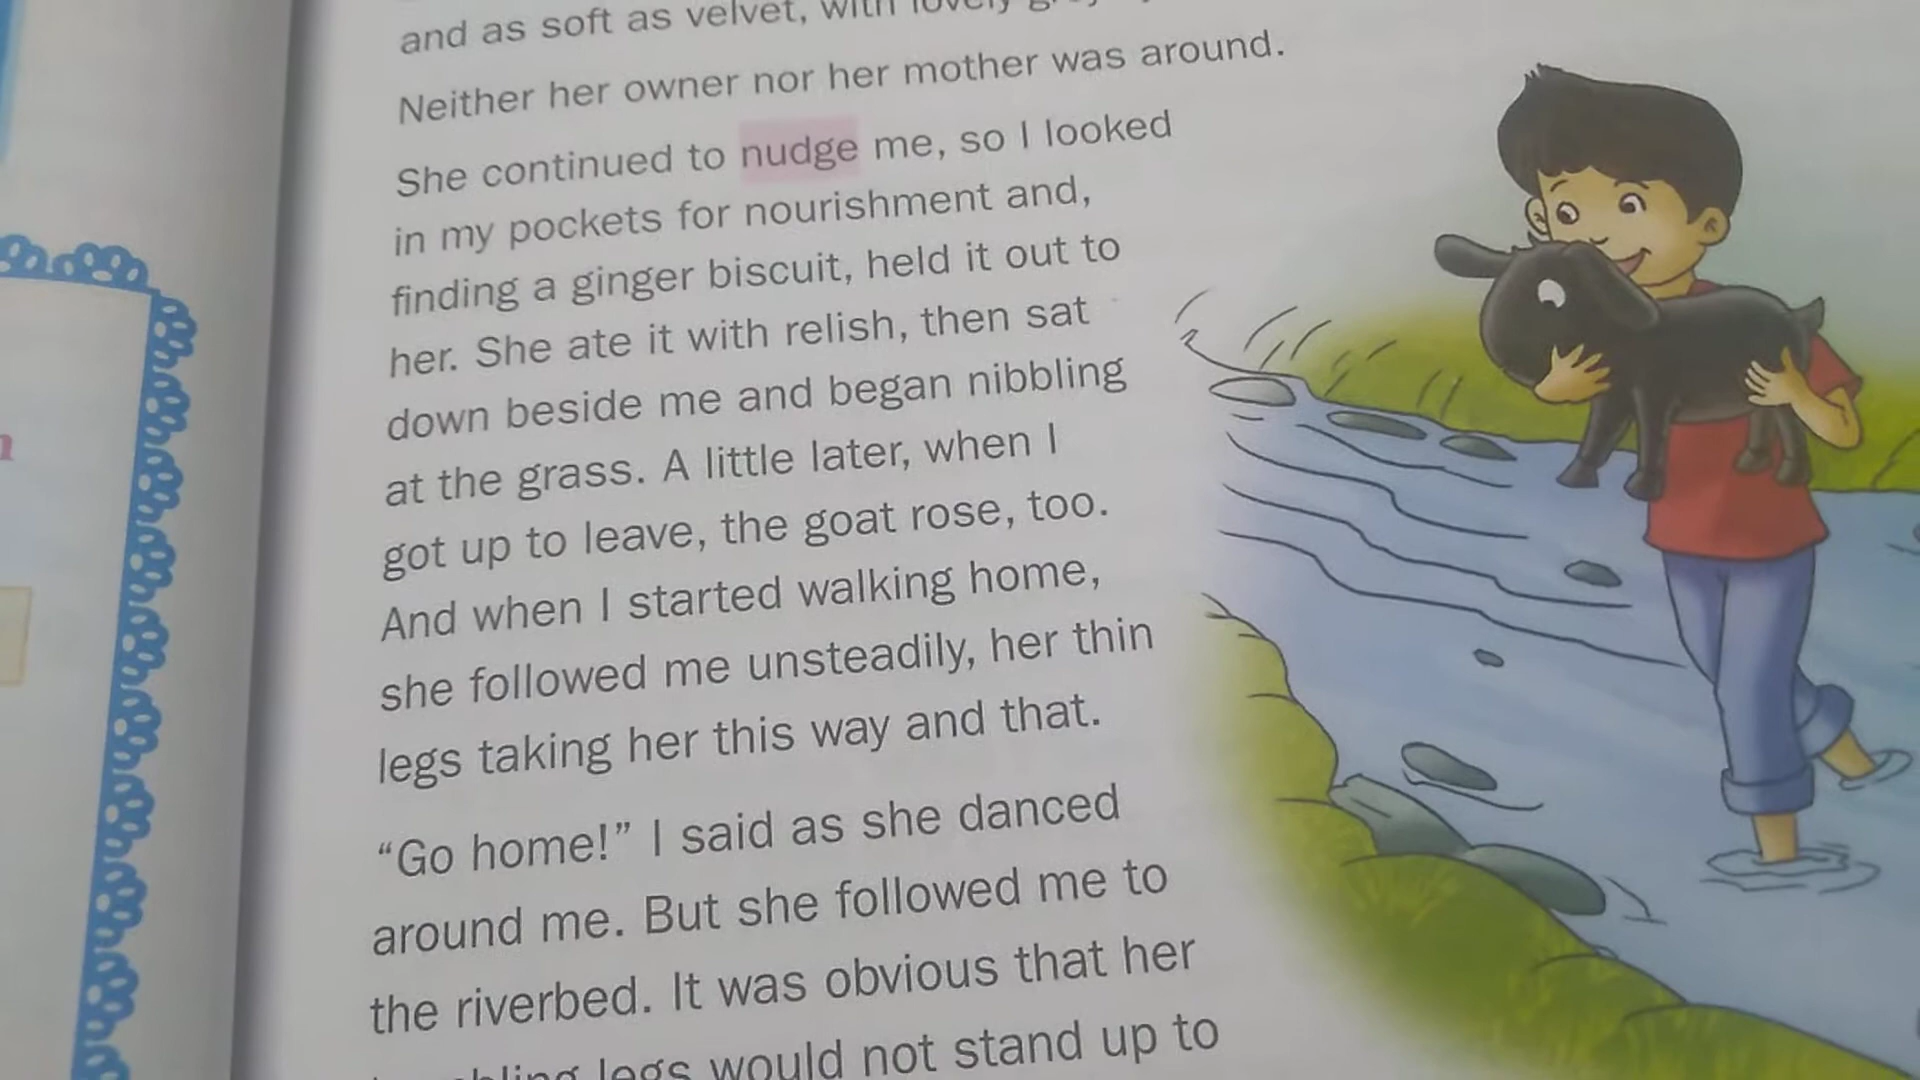 and as soft as velvet, with lovely
Neither her owner nor her mother was around.
She continued to nudge me, so I looked
in my pockets for nourishment and,
finding a ginger biscuit, held it out to
her. She ate it with relish, then sat
down beside me and began nibbling
at the grass. A little later, when I
got up to leave, the goat rose, too.
And when I started walking home,
she followed me unsteadily, her thin
legs taking her this way and that.
“Go home!” I said as she danced
around me. But she followed me to
the riverbed. It was obvious that her
legs would not stand up to